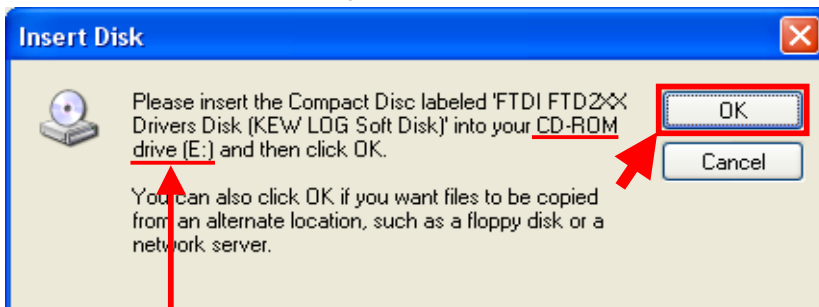 Insert Disk
Please insert the Compact Disc labeled 'FTDI FTD2XX
Drivers Disk (KEW LOG Soft Disk)' into your CD-ROM
drive (E:) and then click OK.
You can also click OK if you want files to be copied
from an alternate location, such as a floppy disk or a
network server.
OK
Cancel